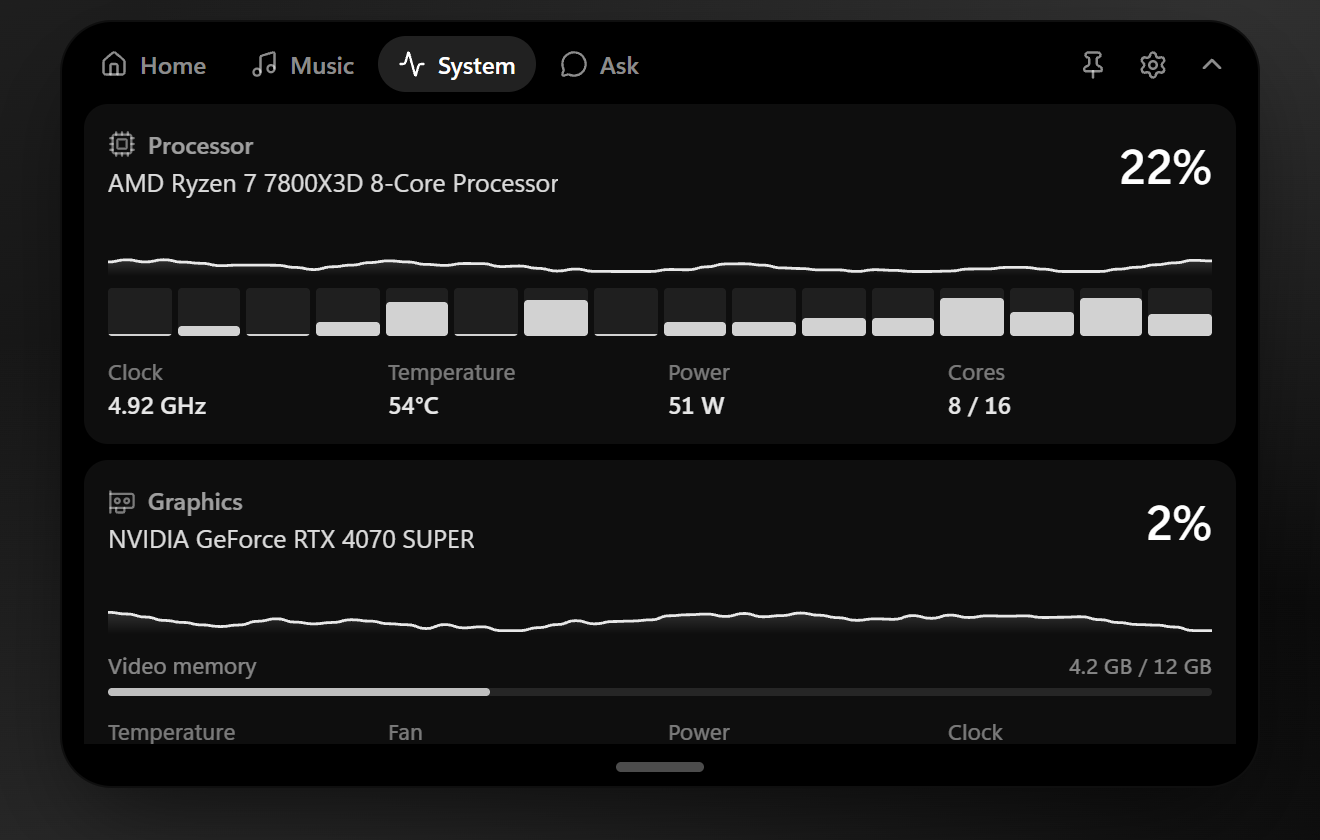 Home Music System Ask
Processor
AMD Ryzen 7 7800X3D 8-Core Processor
22%
Clock Temperature Power Cores
4.92 GHz 54°C 51 W 8 / 16
Graphics
NVIDIA GeForce RTX 4070 SUPER
2%
Video memory 4.2 GB / 12 GB
Temperature Fan Power Clock